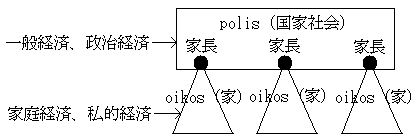 polis (国家社会)
一般経済、政治経済
家長 家長 家長
oikos (家) oikos (家) oikos (家)
家庭経済、私的経済